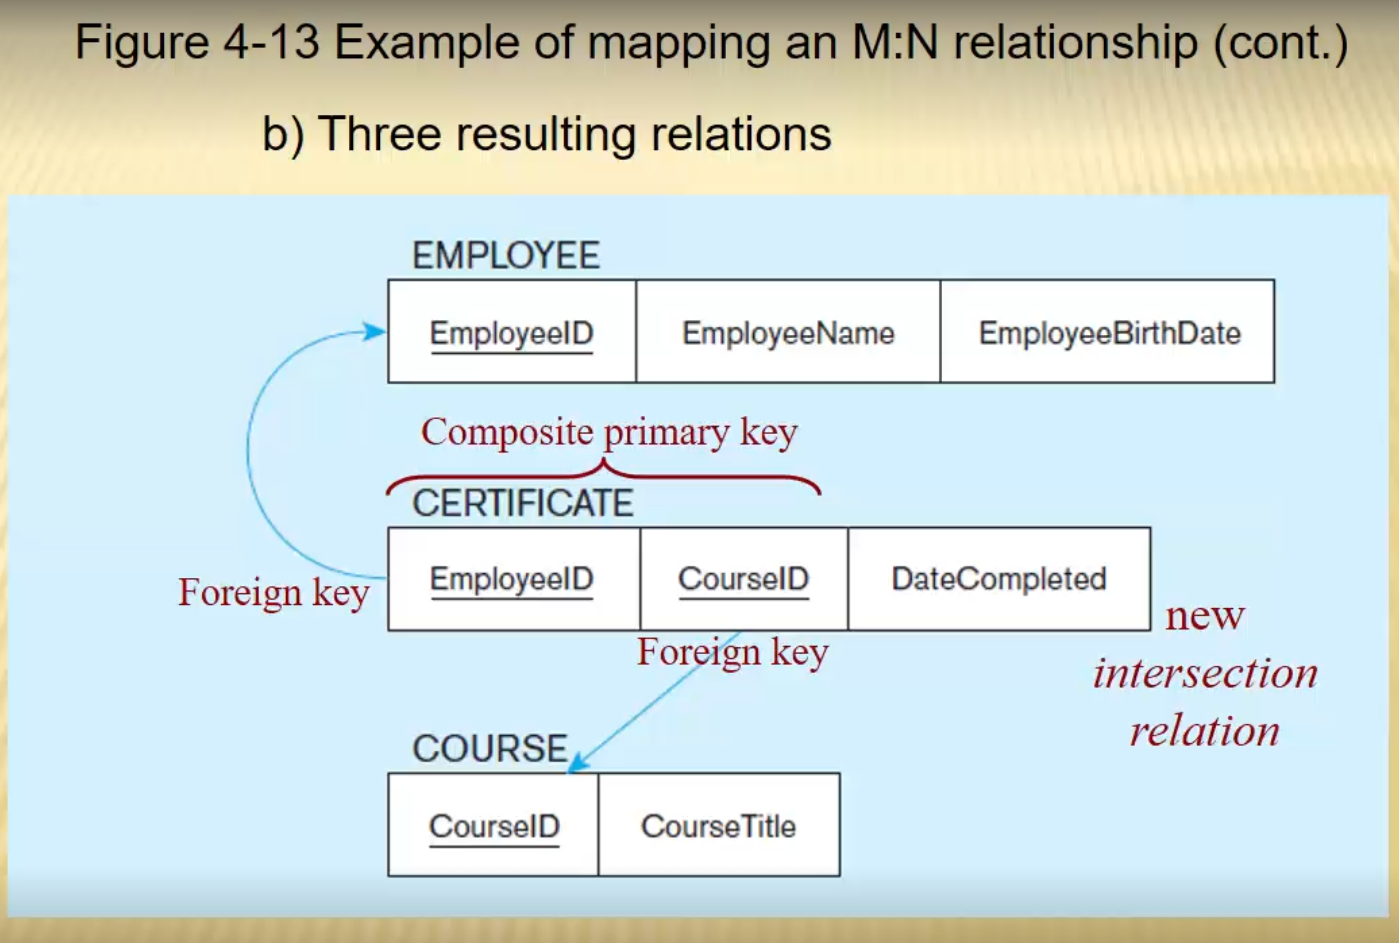 Figure 4-13 Example of mapping an M:N relationship (cont.)
b) Three resulting relations
EMPLOYEE
EmployeeID EmployeeName EmployeeBirthDate
Composite primary key
CERTIFICATE
EmployeeID CourseID DateCompleted
Foreign key
new
Foreign key
intersection
relation
COURSE
CourseID CourseTitle